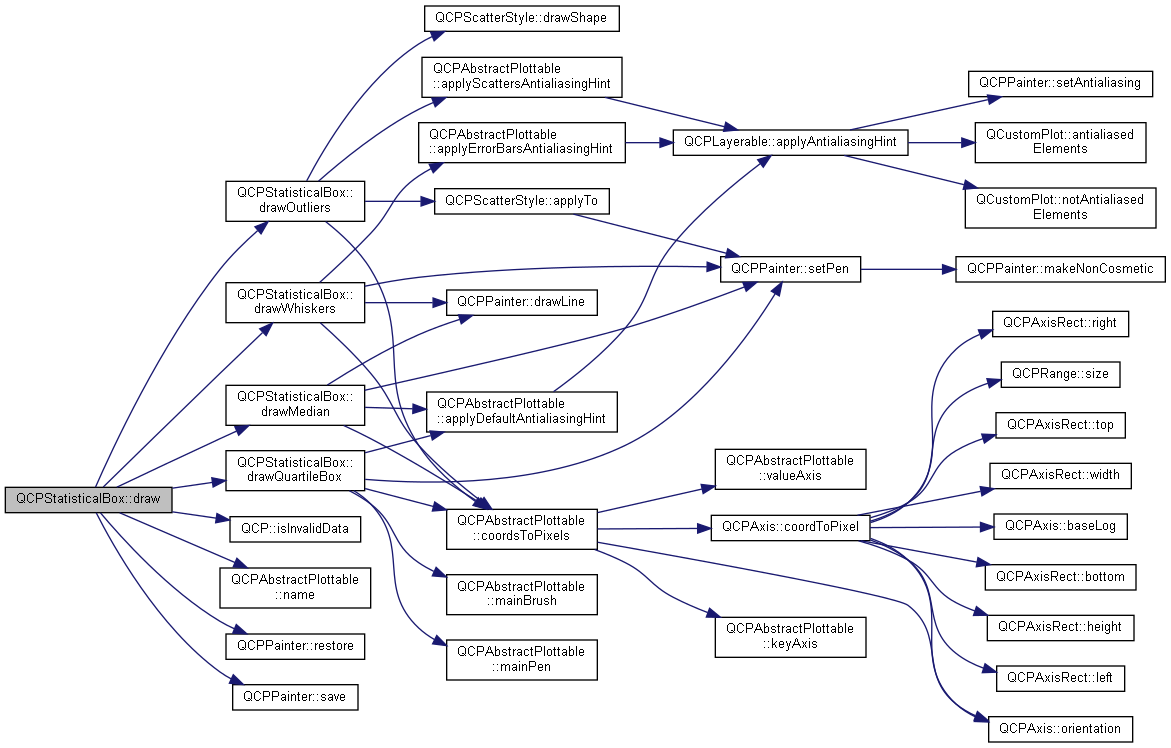 QCPStatisticalBox::draw
QCPStatisticalBox::
drawOutliers
QCPStatisticalBox::
drawWhiskers
QCPStatisticalBox::
drawMedian
QCPStatisticalBox::
drawQuartileBox
QCP::isInvalidData
QCPAbstractPlottable
::name
QCPPainter::restore
QCPPainter::save
QCPScatterStyle::drawShape
QCPAbstractPlottable
::applyScattersAntialiasingHint
QCPAbstractPlottable
::applyErrorBarsAntialiasingHint
QCPScatterStyle::applyTo
QCPPainter::drawLine
QCPAbstractPlottable
::applyDefaultAntialiasingHint
QCPAbstractPlottable
::coordsToPixels
QCPAbstractPlottable
::mainBrush
QCPAbstractPlottable
::mainPen
QCPLayerable::applyAntialiasingHint
QCPPainter::setPen
QCPAbstractPlottable
::valueAxis
QCPAxis::coordToPixel
QCPAbstractPlottable
::keyAxis
QCPPainter::setAntialiasing
QCustomPlot::antialiased
Elements
QCustomPlot::notAntialiased
Elements
QCPPainter::makeNonCosmetic
QCPAxisRect::right
QCPRange::size
QCPAxisRect::top
QCPAxisRect::width
QCPAxis::baseLog
QCPAxisRect::bottom
QCPAxisRect::height
QCPAxisRect::left
QCPAxis::orientation